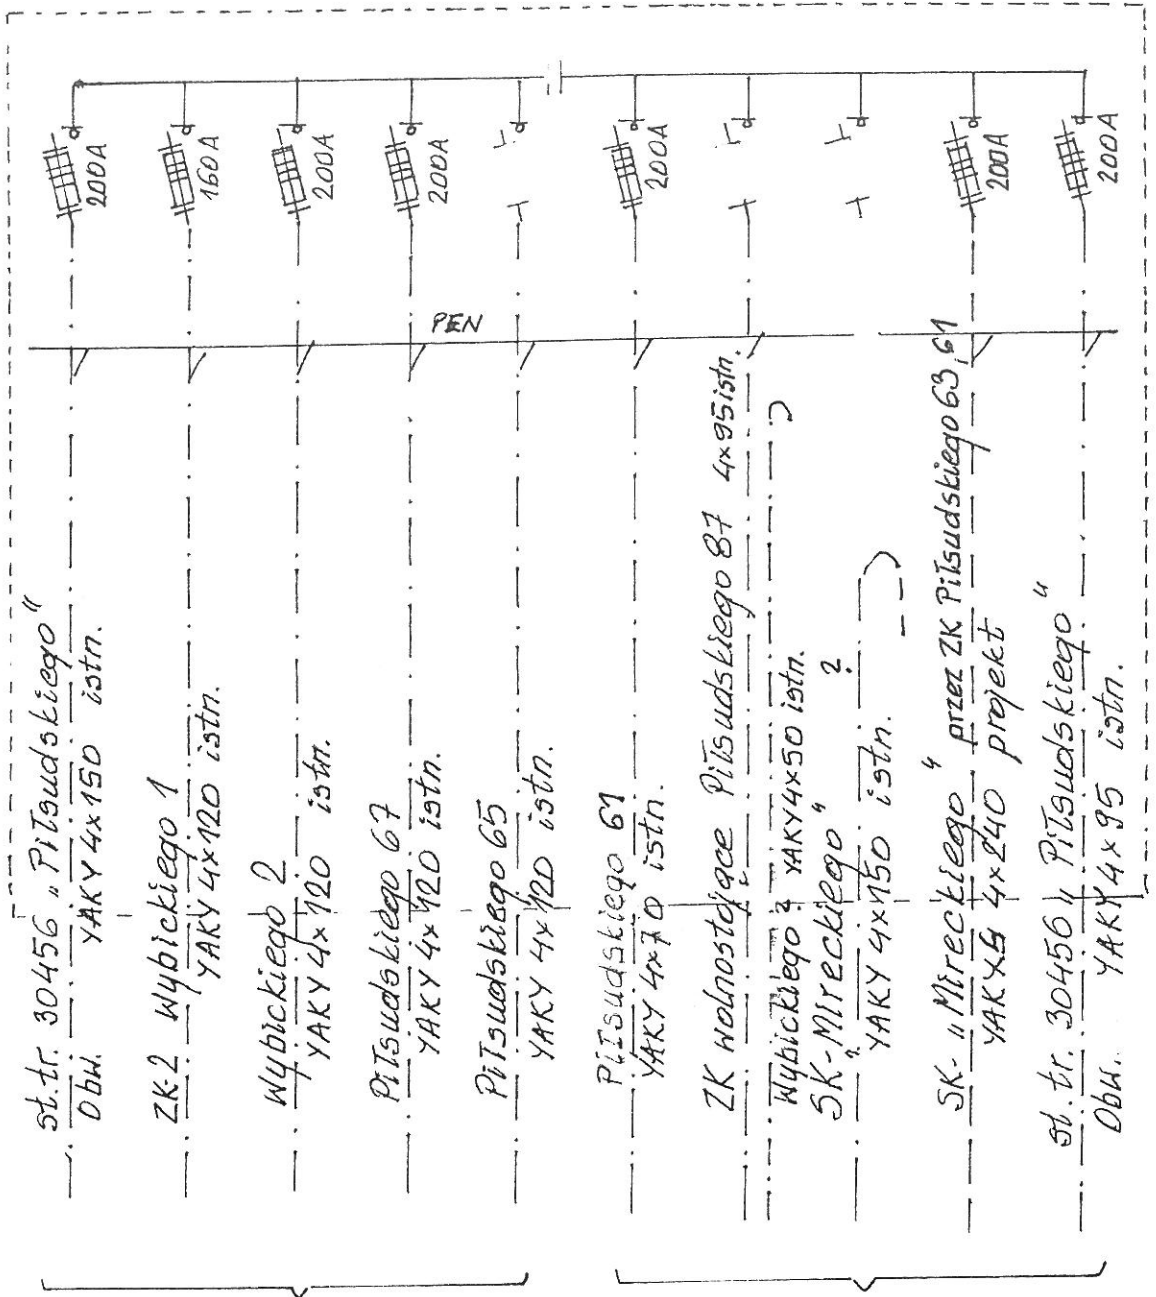 200A
160A
200A
200A
200A
200A
200A
PEN
st.tr. 30456 „Piłsudskiego"
Obw. YAKY 4x150 istn.
ZK-2 Wybickiego 1
YAKY 4x120 istn.
Wybickiego 2
YAKY 4x120 istn.
Piłsudskiego 67
YAKY 4x120 istn.
Piłsudskiego 65
YAKY 4x120 istn.
Piłsudskiego 61
YAKY 4x70 istn.
ZK wolnostojące Piłsudskiego 87 4x95 istn.
Wybickiego 2 YAKY 4x50 istn.
SK-„Mireckiego" ?
YAKY 4x150 istn.
SK-„Mireckiego" przez ZK Piłsudskiego 63, 61
YAKXS 4x240 projekt
st.tr. 30456 „Piłsudskiego"
Obw. YAKY 4x95 istn.